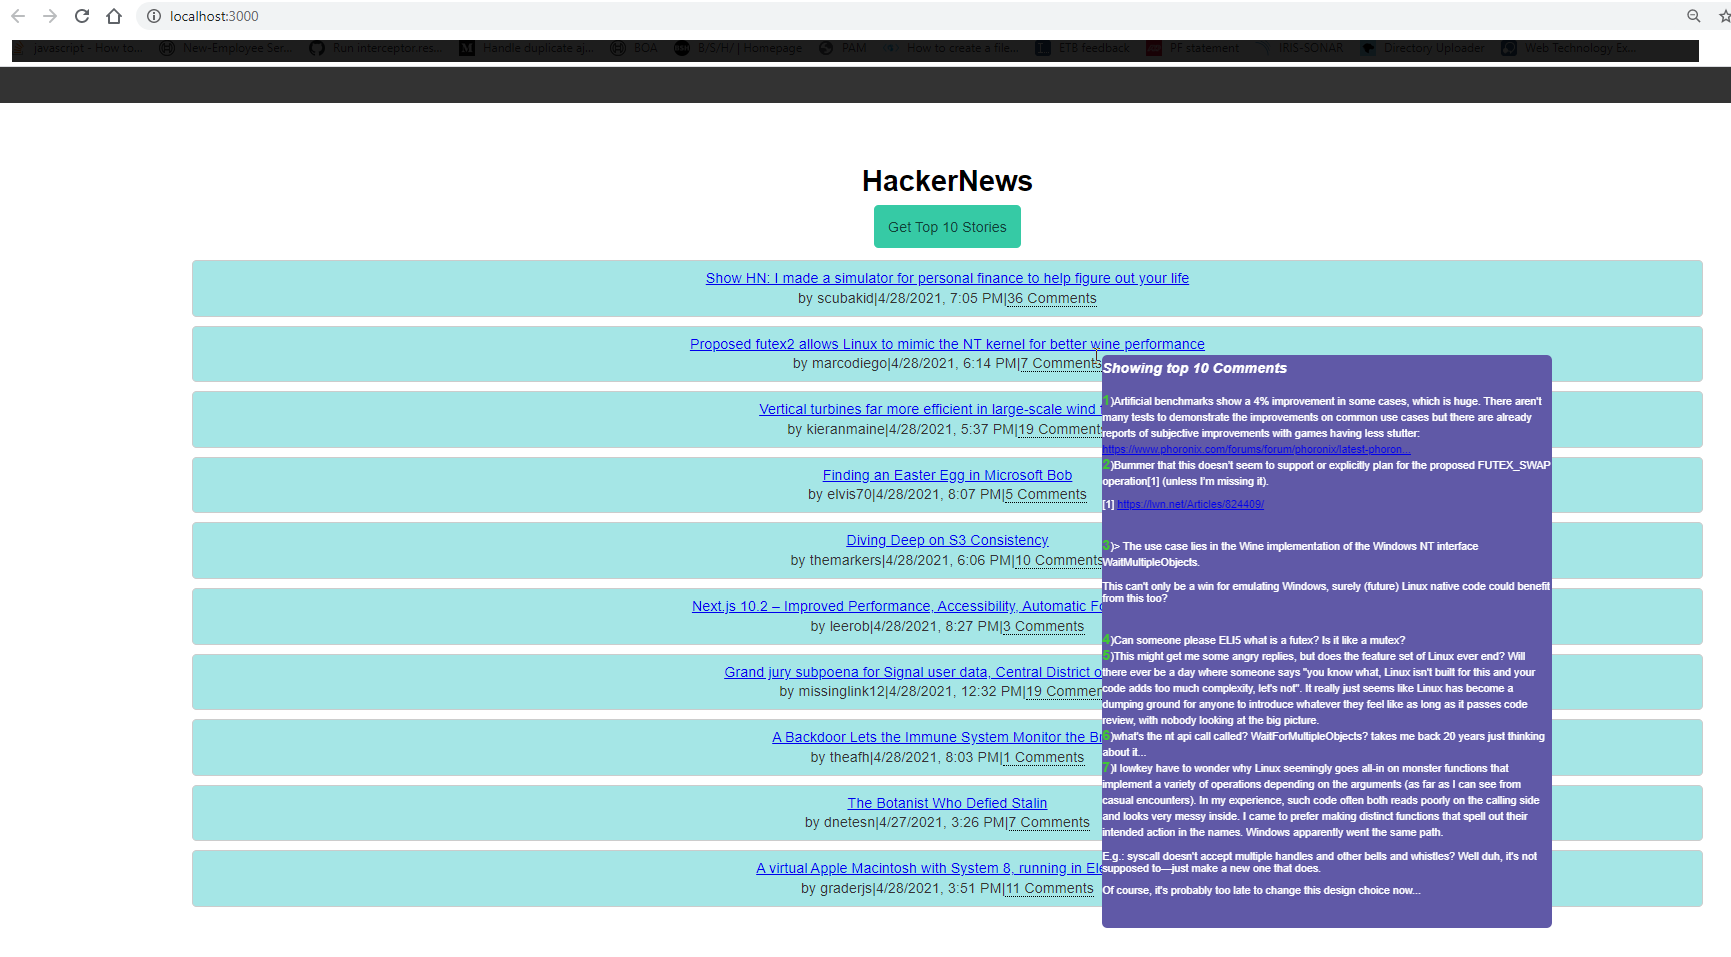 localhost:3000
javascript - How to...
New-Employee Ser...
Run interceptor.res...
Handle duplicate aj...
BOA
B/S/H/ | Homepage
PAM
How to create a file...
ETB feedback
PF statement
IRIS-SONAR
Directory Uploader
Web Technology Ex...
HackerNews
Get Top 10 Stories
Show HN: I made a simulator for personal finance to help figure out your life
by scubakid|4/28/2021, 7:05 PM|36 Comments
Proposed futex2 allows Linux to mimic the NT kernel for better wine performance
by marcodiego|4/28/2021, 6:14 PM|7 Comments
Vertical turbines far more efficient in large-scale wind
by kieranmaine|4/28/2021, 5:37 PM|19 Comment
Finding an Easter Egg in Microsoft Bob
by elvis70|4/28/2021, 8:07 PM|5 Comments
Diving Deep on S3 Consistency
by themarkers|4/28/2021, 6:06 PM|10 Comments
Next.js 10.2 – Improved Performance, Accessibility, Automatic Fo
by leerob|4/28/2021, 8:27 PM|3 Comments
Grand jury subpoena for Signal user data, Central District o
by missinglink12|4/28/2021, 12:32 PM|19 Commen
A Backdoor Lets the Immune System Monitor the Br
by theafh|4/28/2021, 8:03 PM|1 Comments
The Botanist Who Defied Stalin
by dnetesn|4/27/2021, 3:26 PM|7 Comments
A virtual Apple Macintosh with System 8, running in Ele
by graderjs|4/28/2021, 3:51 PM|11 Comments
Showing top 10 Comments
1)Artificial benchmarks show a 4% improvement in some cases, which is huge. There aren't
many tests to demonstrate the improvements on common use cases but there are already
reports of subjective improvements with games having less stutter:
https://www.phoronix.com/forums/forum/phoronix/latest-phoron...
2)Bummer that this doesn't seem to support or explicitly plan for the proposed FUTEX_SWAP
operation[1] (unless I'm missing it).
[1] https://lwn.net/Articles/824409/
3)> The use case lies in the Wine implementation of the Windows NT interface
WaitMultipleObjects.
This can't only be a win for emulating Windows, surely (future) Linux native code could benefit
from this too?
4)Can someone please ELI5 what is a futex? Is it like a mutex?
5)This might get me some angry replies, but does the feature set of Linux ever end? Will
there ever be a day where someone says "you know what, Linux isn't built for this and your
code adds too much complexity, let's not". It really just seems like Linux has become a
dumping ground for anyone to introduce whatever they feel like as long as it passes code
review, with nobody looking at the big picture.
6)what's the nt api call called? WaitForMultipleObjects? takes me back 20 years just thinking
about it...
7)I lowkey have to wonder why Linux seemingly goes all-in on monster functions that
implement a variety of operations depending on the arguments (as far as I can see from
casual encounters). In my experience, such code often both reads poorly on the calling side
and looks very messy inside. I came to prefer making distinct functions that spell out their
intended action in the names. Windows apparently went the same path.
E.g.: syscall doesn't accept multiple handles and other bells and whistles? Well duh, it's not
supposed to—just make a new one that does.
Of course, it's probably too late to change this design choice now...